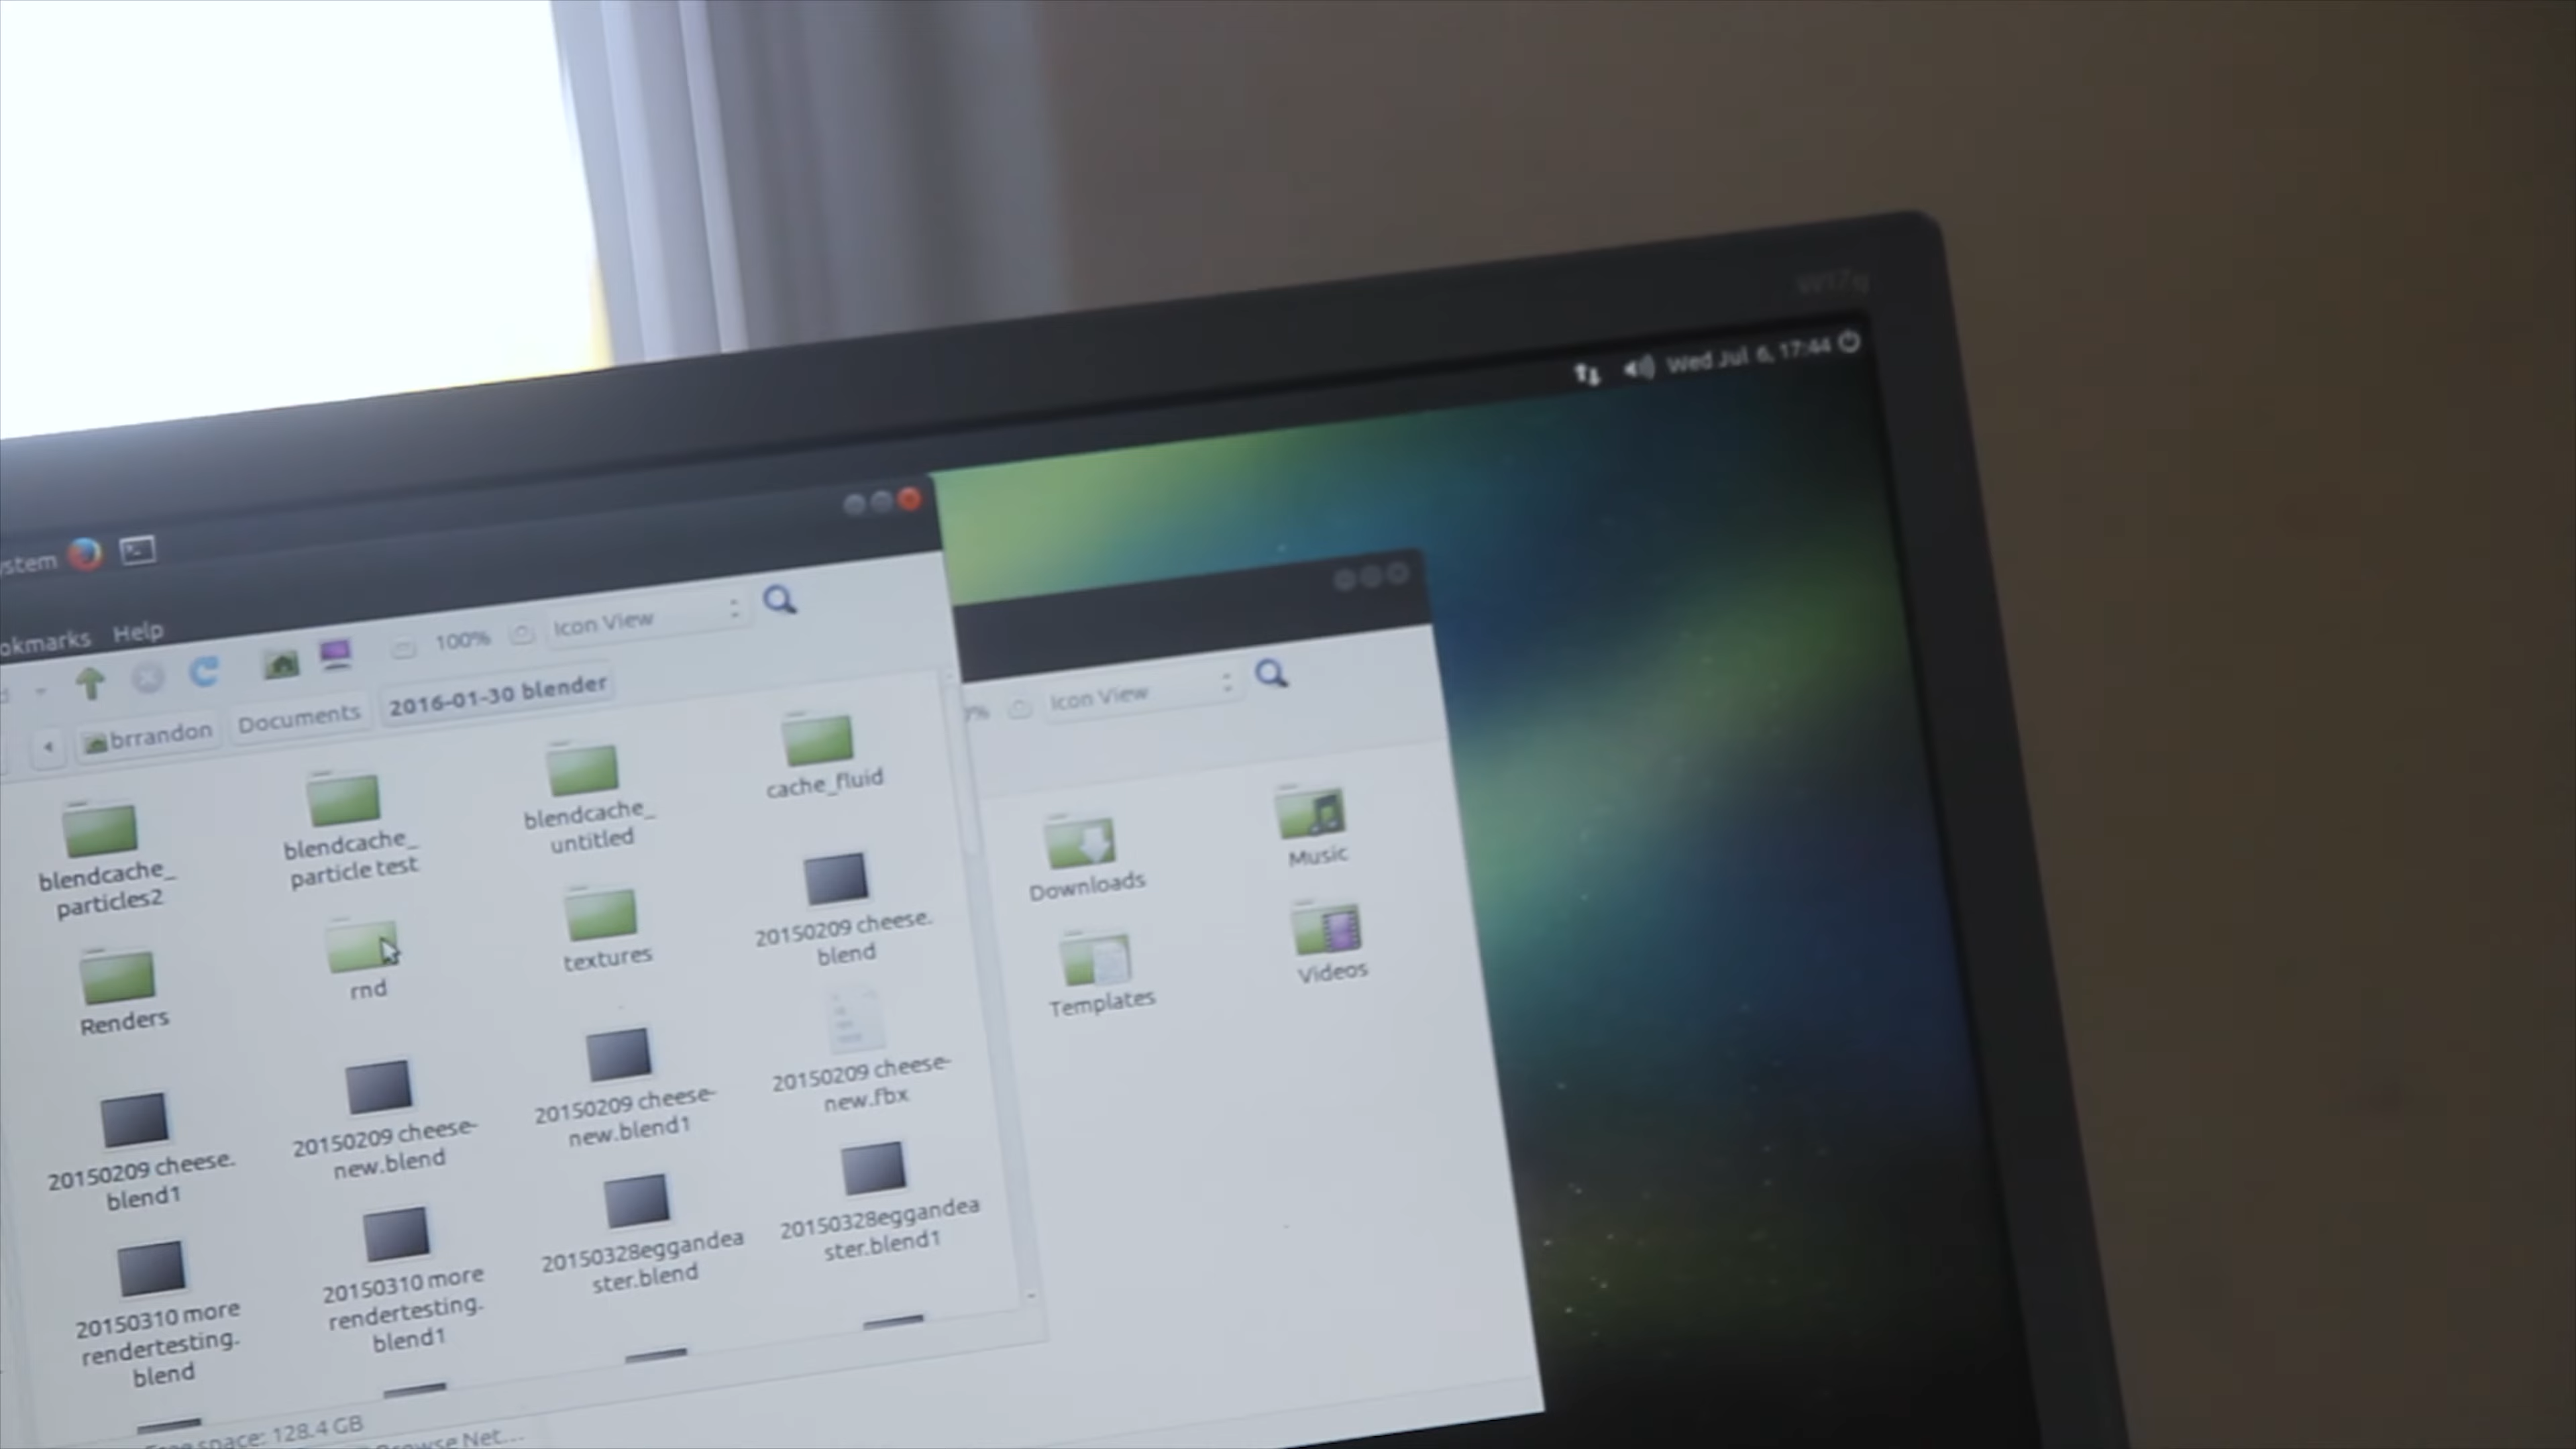 Wed Jul 6, 17:44
Help
100%
Icon View
brrandon
Documents
2016-01-30 blender
blendcache_
particles2
blendcache_
particle test
blendcache_
untitled
cache_fluid
Renders
rnd
textures
20150209 cheese.
blend
20150209 cheese.
blend1
20150209 cheese-
new.blend
20150209 cheese-
new.blend1
20150209 cheese-
new.fbx
20150310 more
rendertesting.
blend
20150310 more
rendertesting.
blend1
20150328eggandea
ster.blend
20150328eggandea
ster.blend1
space: 128.4 GB
Icon View
Downloads
Music
Templates
Videos